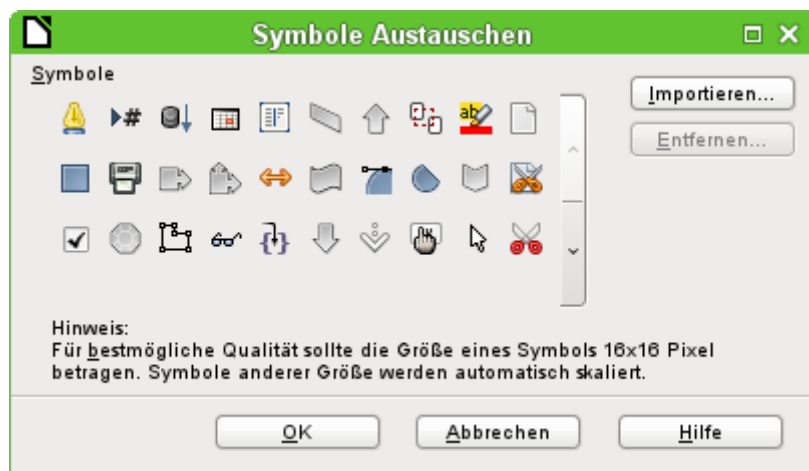 Symbole Austauschen
Symbole
Importieren...
Entfernen...
Hinweis:
Für bestmögliche Qualität sollte die Größe eines Symbols 16x16 Pixel
betragen. Symbole anderer Größe werden automatisch skaliert.
OK
Abbrechen
Hilfe